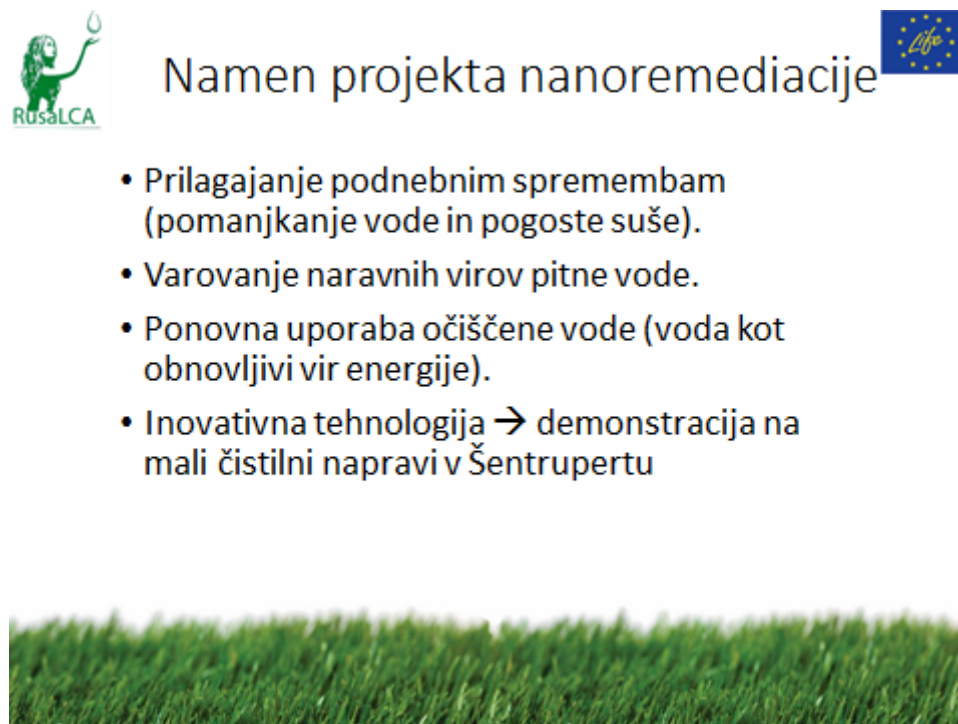 RusaLCA
Life
Namen projekta nanoremediacije
• Prilagajanje podnebnim spremembam
(pomanjkanje vode in pogoste suše).
• Varovanje naravnih virov pitne vode.
• Ponovna uporaba očiščene vode (voda kot
obnovljivi vir energije).
• Inovativna tehnologija → demonstracija na
mali čistilni napravi v Šentrupertu